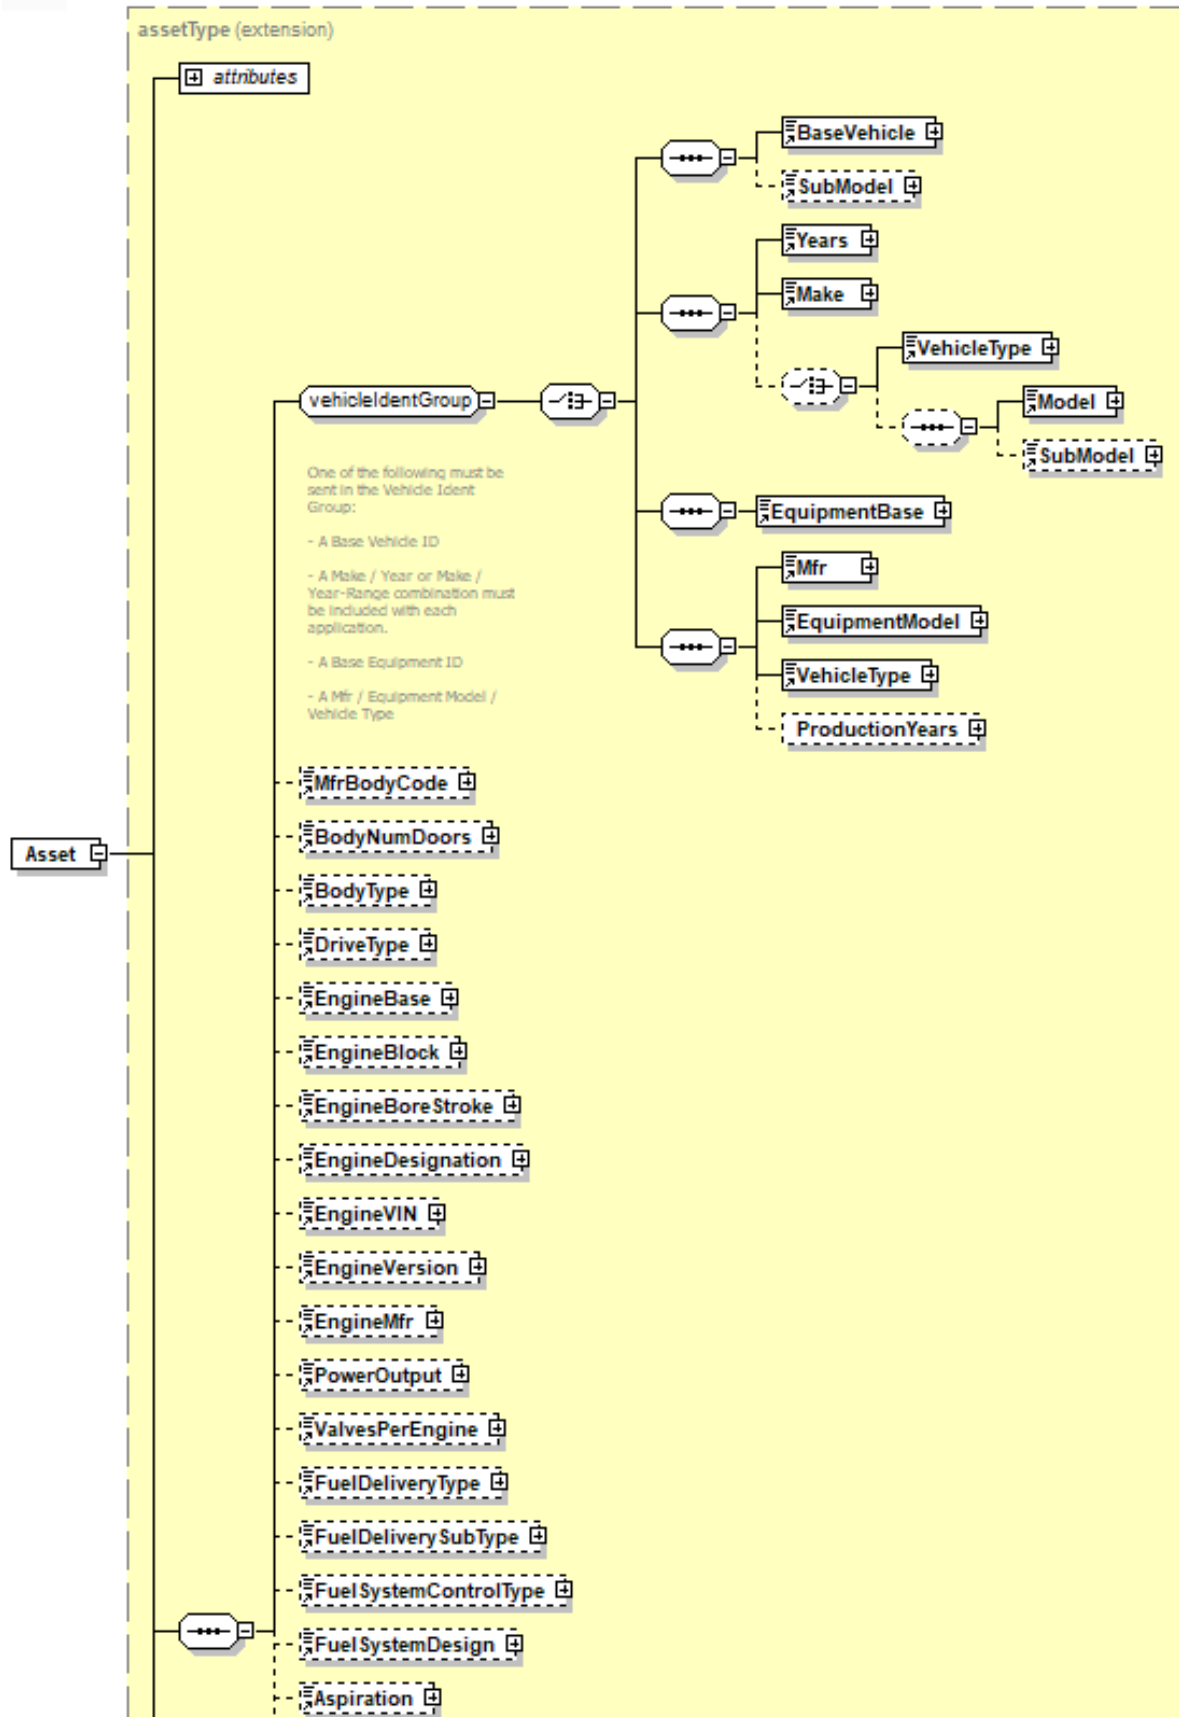 assetType (extension)
attributes
BaseVehicle
SubModel
Years
Make
VehicleType
vehicleIdentGroup
Model
SubModel
One of the following must be
sent in the Vehicle Ident
Group:
- A Base Vehicle ID
- A Make / Year or Make /
Year-Range combination must
be included with each
application.
- A Base Equipment ID
- A Mfr / Equipment Model /
Vehicle Type
EquipmentBase
Mfr
EquipmentModel
VehicleType
ProductionYears
MfrBodyCode
BodyNumDoors
Asset
BodyType
DriveType
EngineBase
EngineBlock
EngineBoreStroke
EngineDesignation
EngineVIN
EngineVersion
EngineMfr
PowerOutput
ValvesPerEngine
FuelDeliveryType
FuelDeliverySubType
FuelSystemControlType
FuelSystemDesign
Aspiration